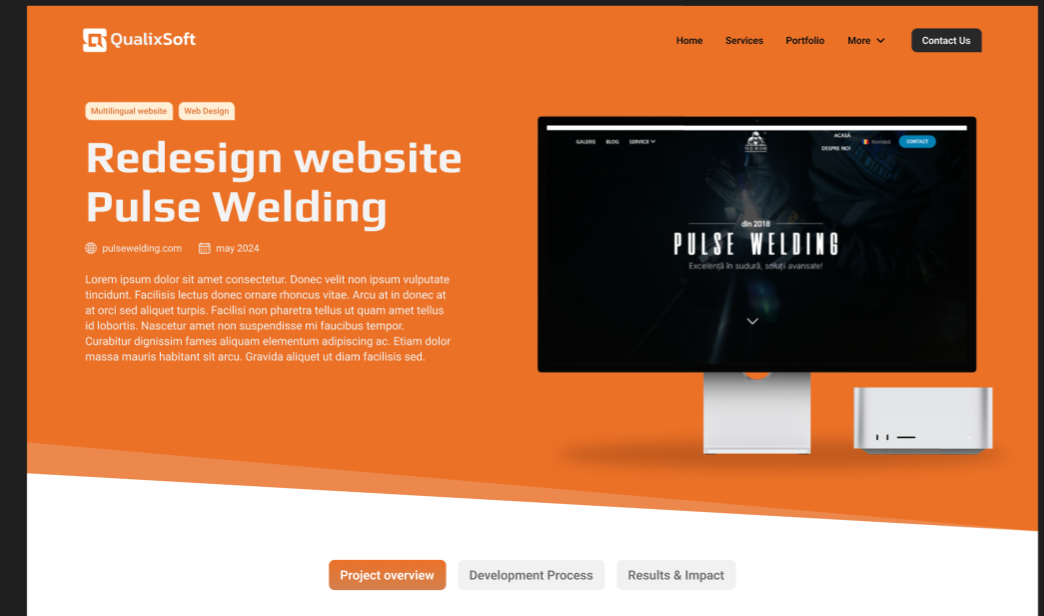 QualixSoft
Home Services Portfolio More Contact Us
Multilingual website Web Design
Redesign website
Pulse Welding
pulsewelding.com may 2024
Lorem ipsum dolor sit amet consectetur. Donec velit non ipsum vulputate
tincidunt. Facilisis lectus donec ornare rhoncus vitae. Arcu at in donec at
at orci sed aliquet turpis. Facilisi non pharetra tellus ut quam amet tellus
id lobortis. Nascetur amet non suspendisse mi faucibus tempor.
Curabitur dignissim fames aliquam elementum adipiscing ac. Etiam dolor
massa mauris habitant sit arcu. Gravida aliquet ut diam facilisis sed.
GALERIE BLOG SERVICII ACASĂ
DESPRE NOI Română CONTACT
PULSE WELDING
din 2018
PULSE WELDING
Excelență în sudură, soluții avansate!
Project overview Development Process Results & Impact